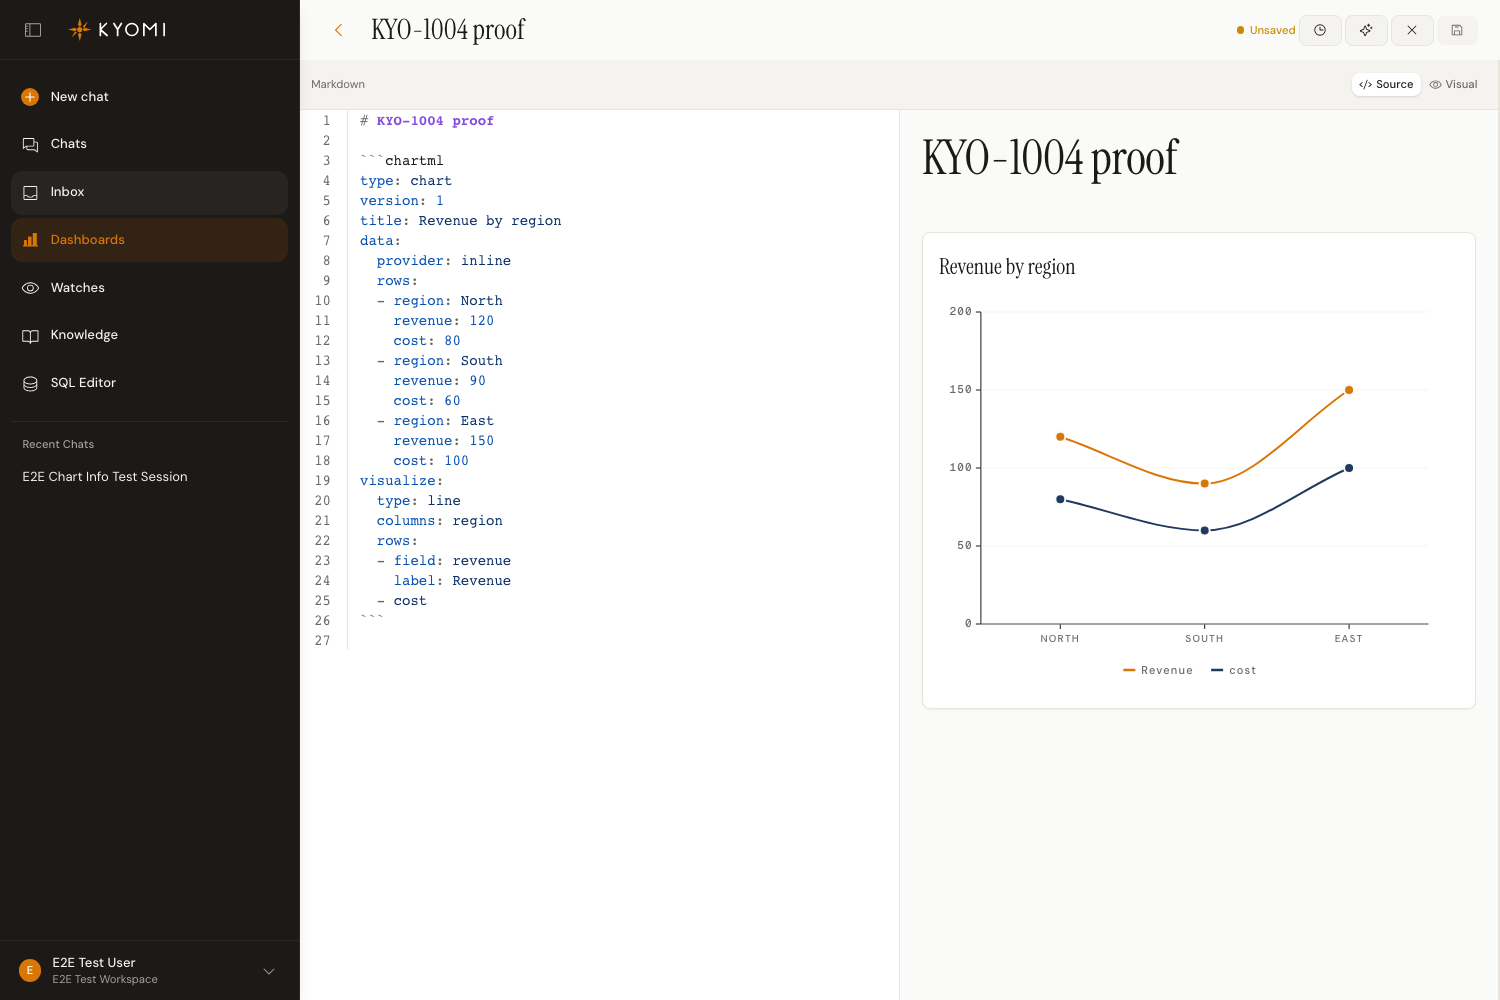 KYOMI
New chat
Chats
Inbox
Dashboards
Watches
Knowledge
SQL Editor
Recent Chats
E2E Chart Info Test Session
E
E2E Test User
E2E Test Workspace
KYO-1004 proof
Unsaved
Markdown
</> Source
Visual
1 # KYO-1004 proof
2
3 ```chartml
4 type: chart
5 version: 1
6 title: Revenue by region
7 data:
8   provider: inline
9   rows:
10   - region: North
11     revenue: 120
12     cost: 80
13   - region: South
14     revenue: 90
15     cost: 60
16   - region: East
17     revenue: 150
18     cost: 100
19 visualize:
20   type: line
21   columns: region
22   rows:
23   - field: revenue
24     label: Revenue
25   - cost
26 ```
27
KYO-1004 proof
Revenue by region
200
150
100
50
0
NORTH SOUTH EAST
Revenue cost